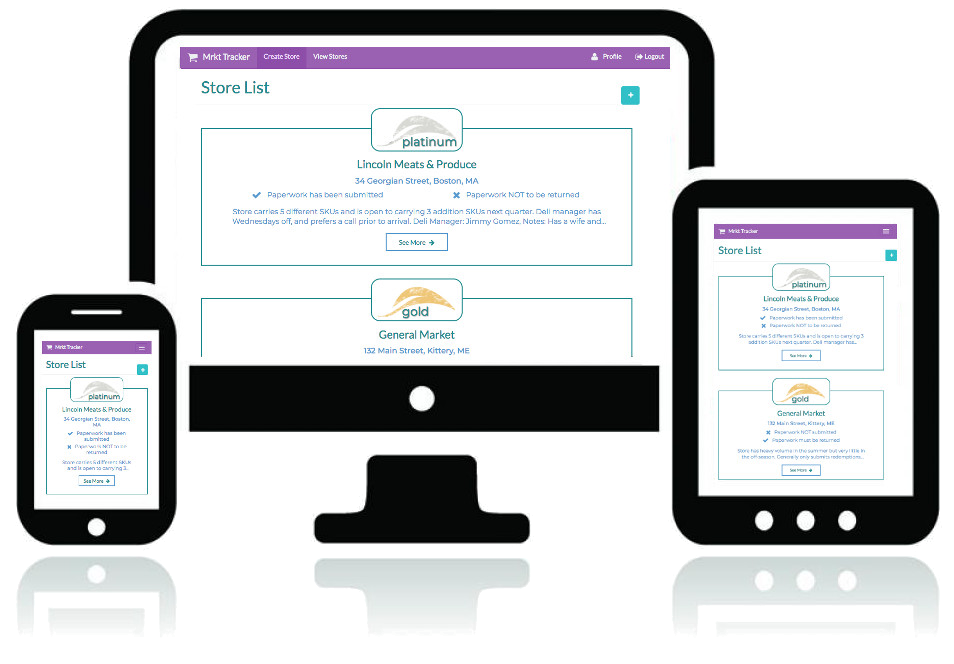 Mrkt Tracker Create Store View Stores Profile Logout
Store List
+
platinum
Lincoln Meats & Produce
34 Georgian Street, Boston, MA
Paperwork has been submitted Paperwork NOT to be returned
Store carries 5 different SKUs and is open to carrying 3 addition SKUs next quarter. Deli manager has
Wednesdays off, and prefers a call prior to arrival. Deli Manager: Jimmy Gomez, Notes: Has a wife and...
See More →
gold
General Market
132 Main Street, Kittery, ME
Mrkt Tracker
Store List
+
platinum
Lincoln Meats & Produce
34 Georgian Street, Boston,
MA
Paperwork has been
submitted
Paperwork NOT to be
returned
Store carries 5 different SKUs
and is open to carrying 3...
See More →
Mrkt Tracker
Store List
+
platinum
Lincoln Meats & Produce
34 Georgian Street, Boston, MA
Paperwork has been submitted
Paperwork NOT to be returned
Store carries 5 different SKUs and is open to carrying 3
addition SKUs next quarter. Deli manager has...
See More →
gold
General Market
132 Main Street, Kittery, ME
Paperwork NOT submitted
Paperwork must be returned
Store has heavy volume in the summer but very little in
the off-season. Generally only submits redemptions...
See More →